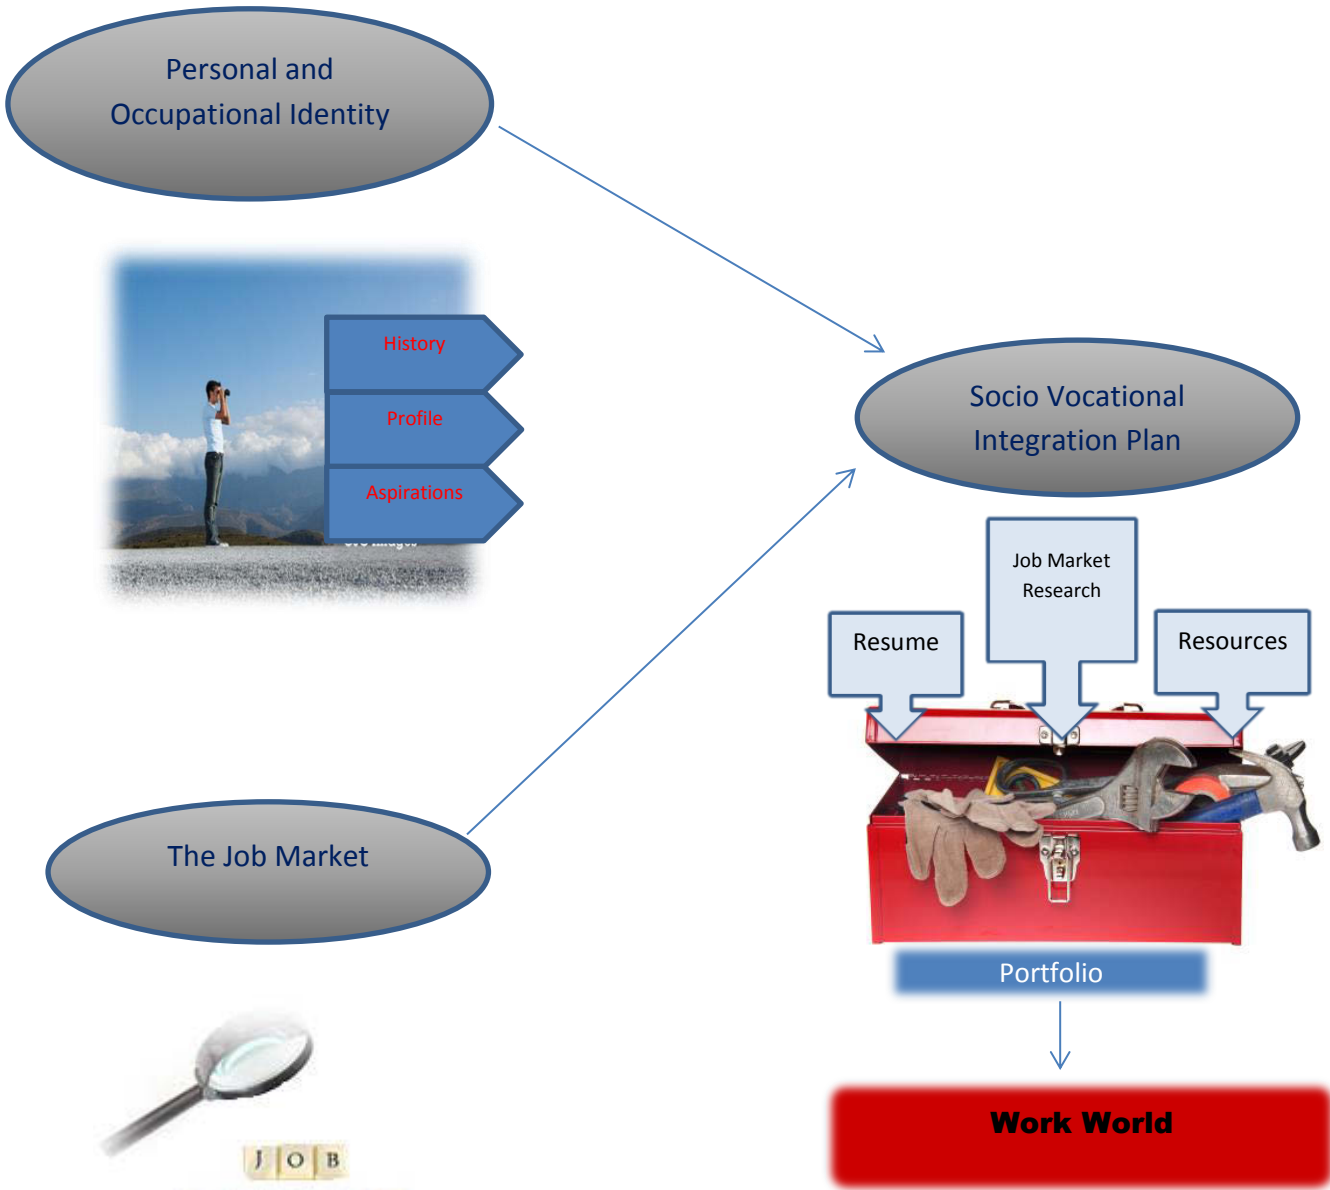 Personal and
Occupational Identity
History
Profile
Aspirations
Socio Vocational
Integration Plan
Job Market
Research
Resume
Resources
The Job Market
Portfolio
Work World
J O B